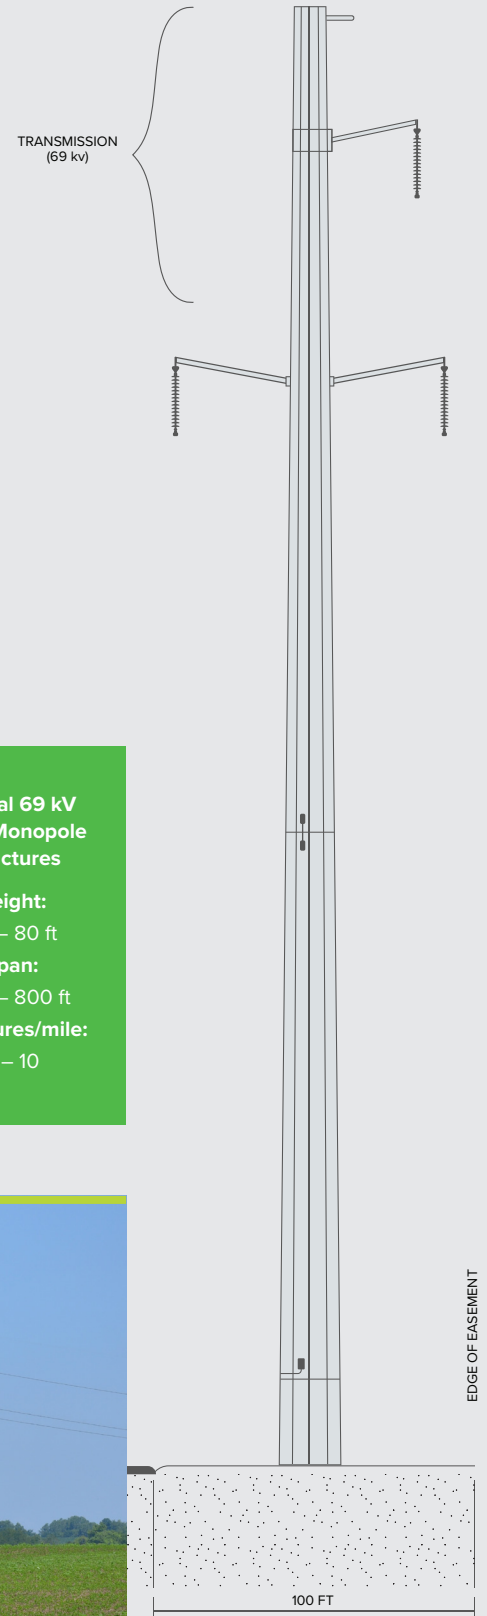 TRANSMISSION
(69 kv)
al 69 kV
Monopole
ctures
eight:
– 80 ft
pan:
– 800 ft
ures/mile:
– 10
EDGE OF EASEMENT
100 FT